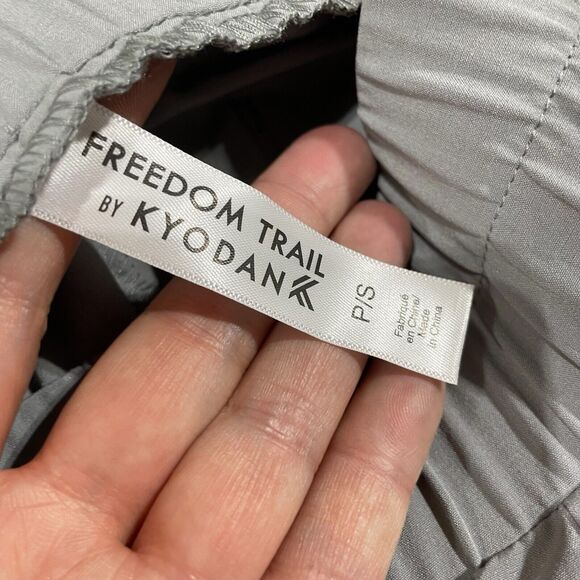 FREEDOM TRAIL
BY KYODAN
P/S
Fabriqué
en Chine/
Made
in China